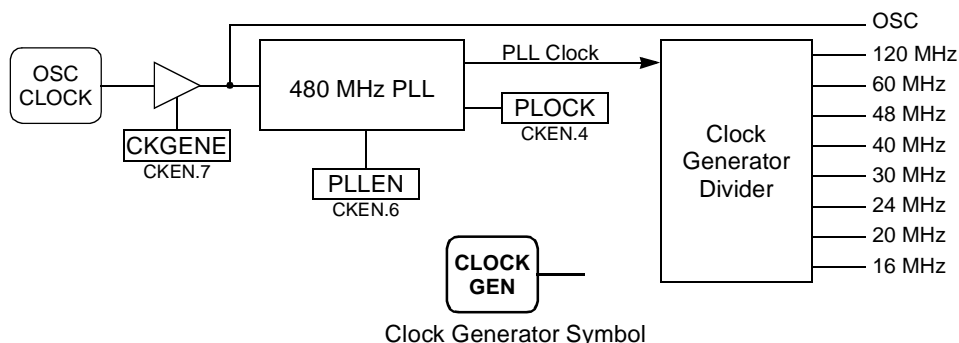 OSC
CLOCK
CKGENE
CKEN.7
480 MHz PLL
PLLEN
CKEN.6
PLL Clock
PLOCK
CKEN.4
Clock
Generator
Divider
OSC
120 MHz
60 MHz
48 MHz
40 MHz
30 MHz
24 MHz
20 MHz
16 MHz
CLOCK
GEN
Clock Generator Symbol